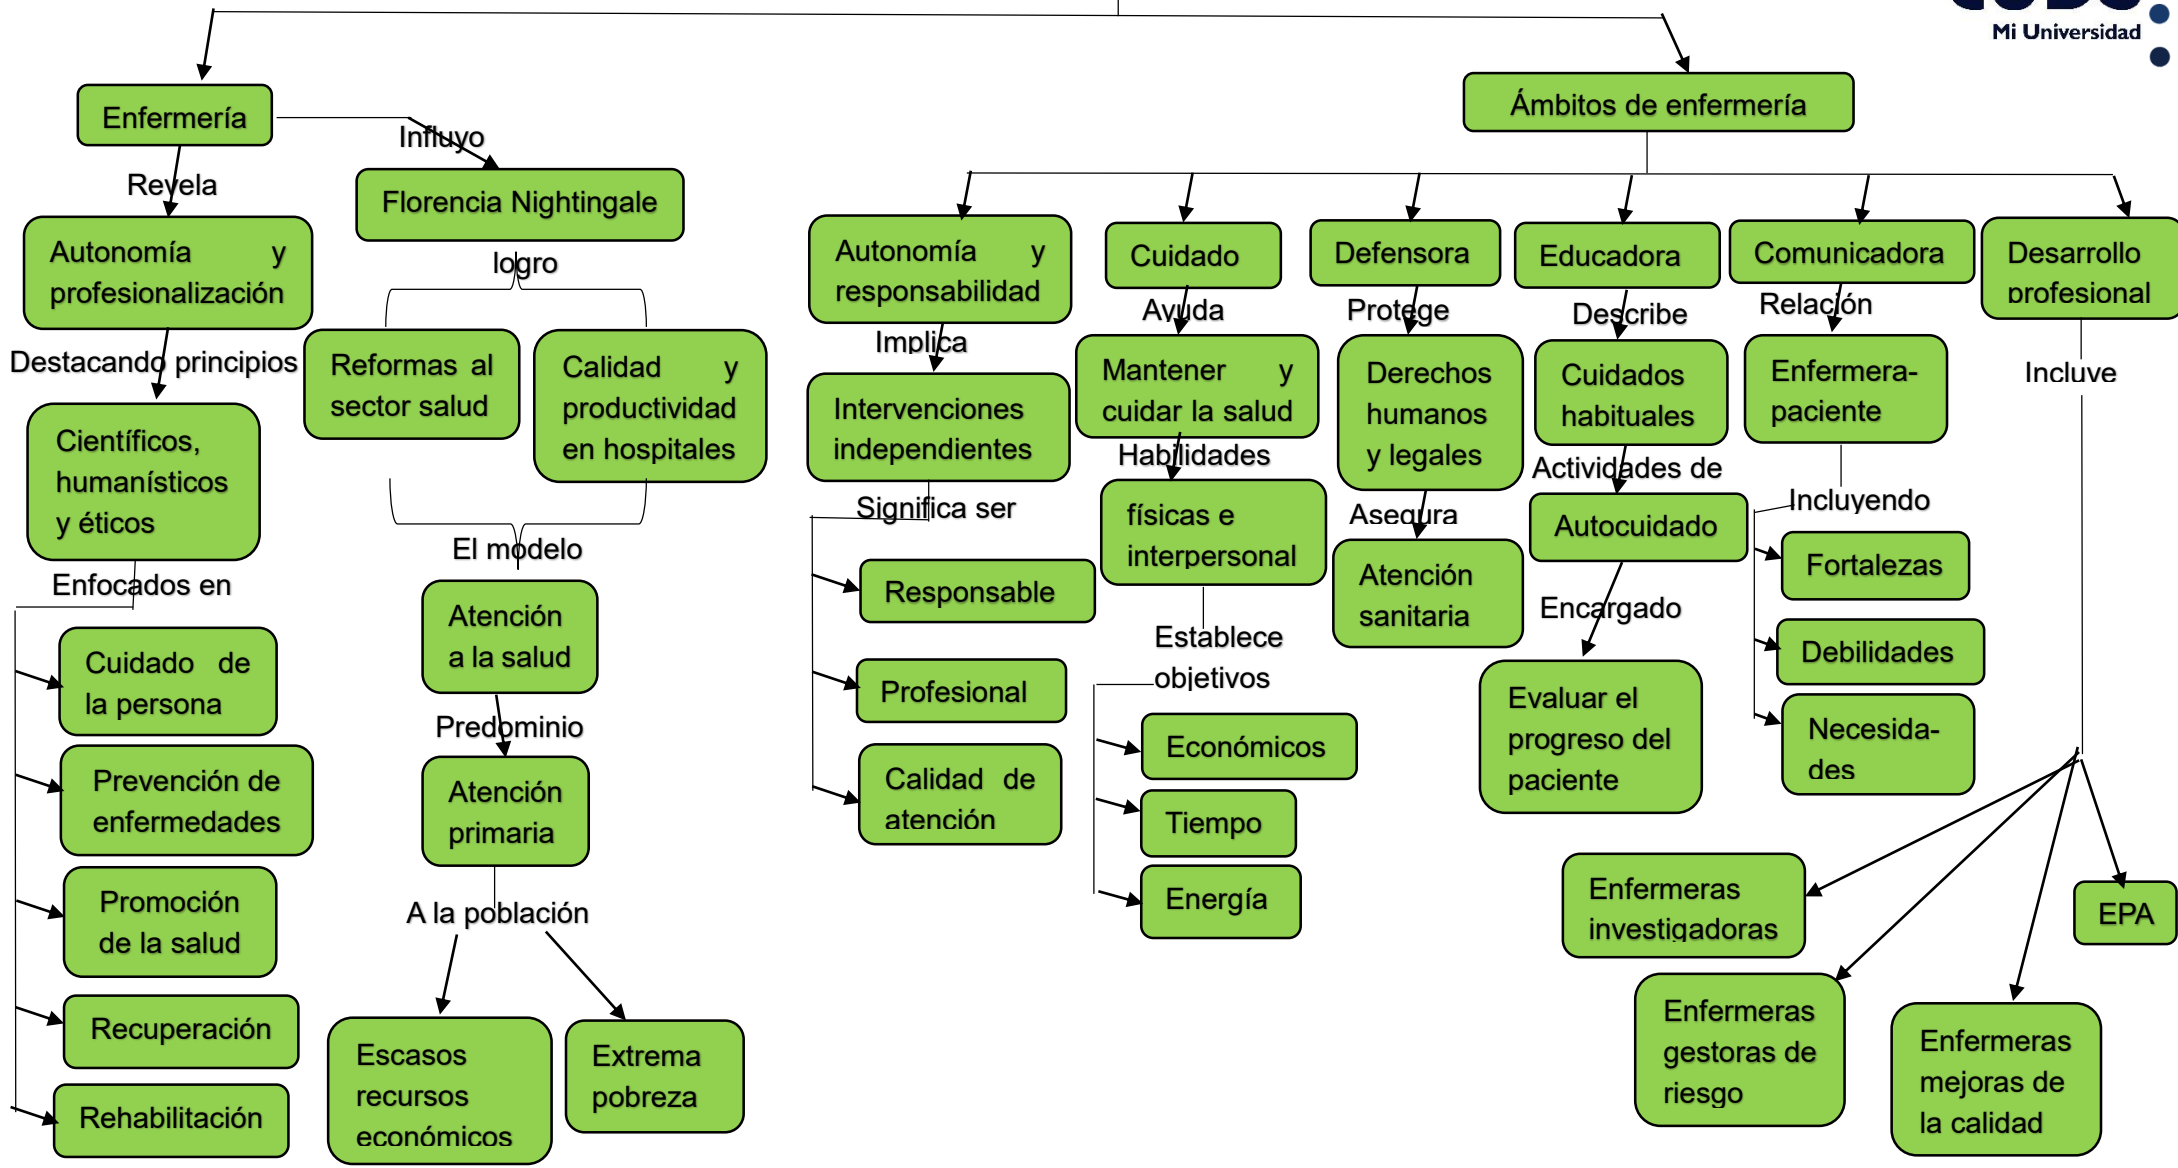 Mi Universidad
Enfermería
Influyo
Revela
Florencia Nightingale
Autonomía y
profesionalización
logro
Destacando principios
Reformas al
sector salud
Calidad y
productividad
en hospitales
Científicos,
humanísticos
y éticos
Enfocados en
El modelo
Cuidado de
la persona
Prevención de
enfermedades
Promoción
de la salud
Recuperación
Rehabilitación
Atención
a la salud
Predominio
Atención
primaria
A la población
Escasos
recursos
económicos
Extrema
pobreza
Ámbitos de enfermería
Autonomía y
responsabilidad
Implica
Intervenciones
independientes
Significa ser
Responsable
Profesional
Calidad de
atención
Cuidado
Ayuda
Mantener y
cuidar la salud
Habilidades
físicas e
interpersonal
Establece
objetivos
Económicos
Tiempo
Energía
Defensora
Protege
Derechos
humanos
y legales
Asegura
Atención
sanitaria
Educadora
Describe
Cuidados
habituales
Actividades de
Autocuidado
Encargado
Evaluar el
progreso del
paciente
Comunicadora
Relación
Enfermera-
paciente
Incluyendo
Fortalezas
Debilidades
Necesida-
des
Desarrollo
profesional
Incluye
Enfermeras
investigadoras
Enfermeras
gestoras de
riesgo
Enfermeras
mejoras de
la calidad
EPA